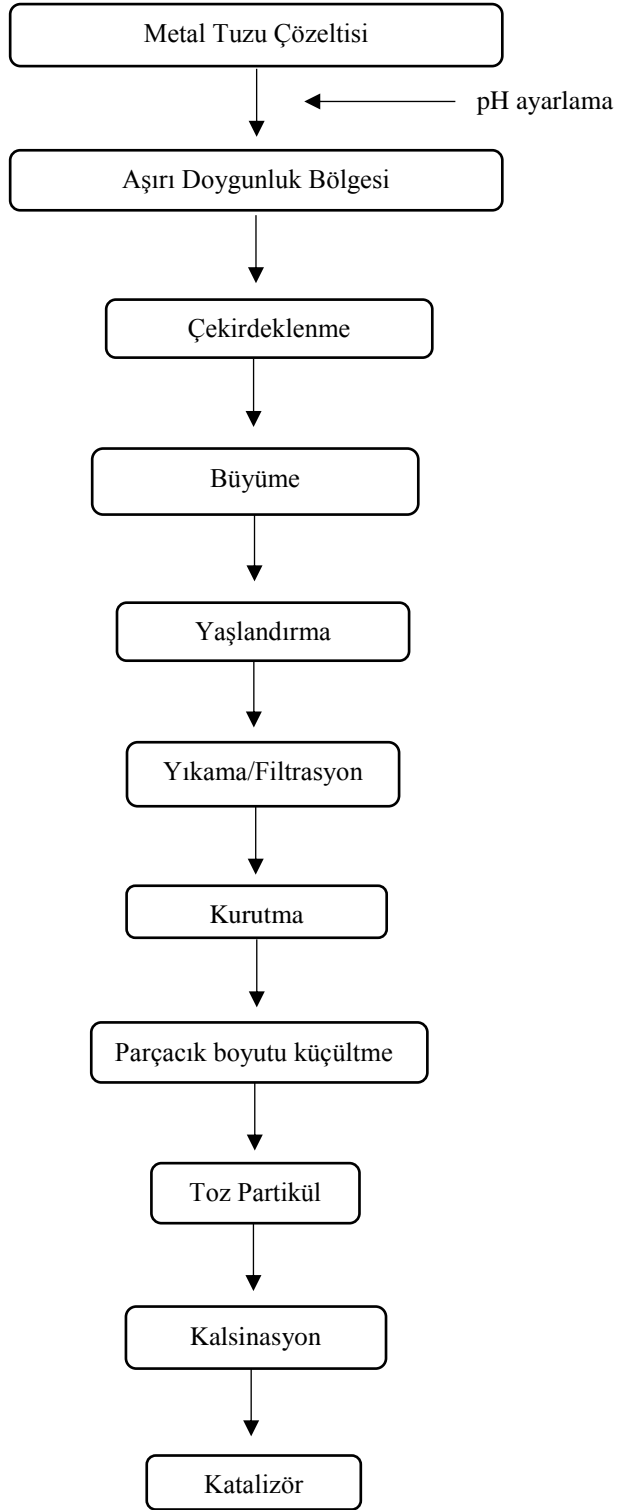 Metal Tuzu Çözeltisi
pH ayarlama
Aşırı Doygunluk Bölgesi
Çekirdeklenme
Büyüme
Yaşlandırma
Yıkama/Filtrasyon
Kurutma
Parçacık boyutu küçültme
Toz Partikül
Kalsinasyon
Katalizör